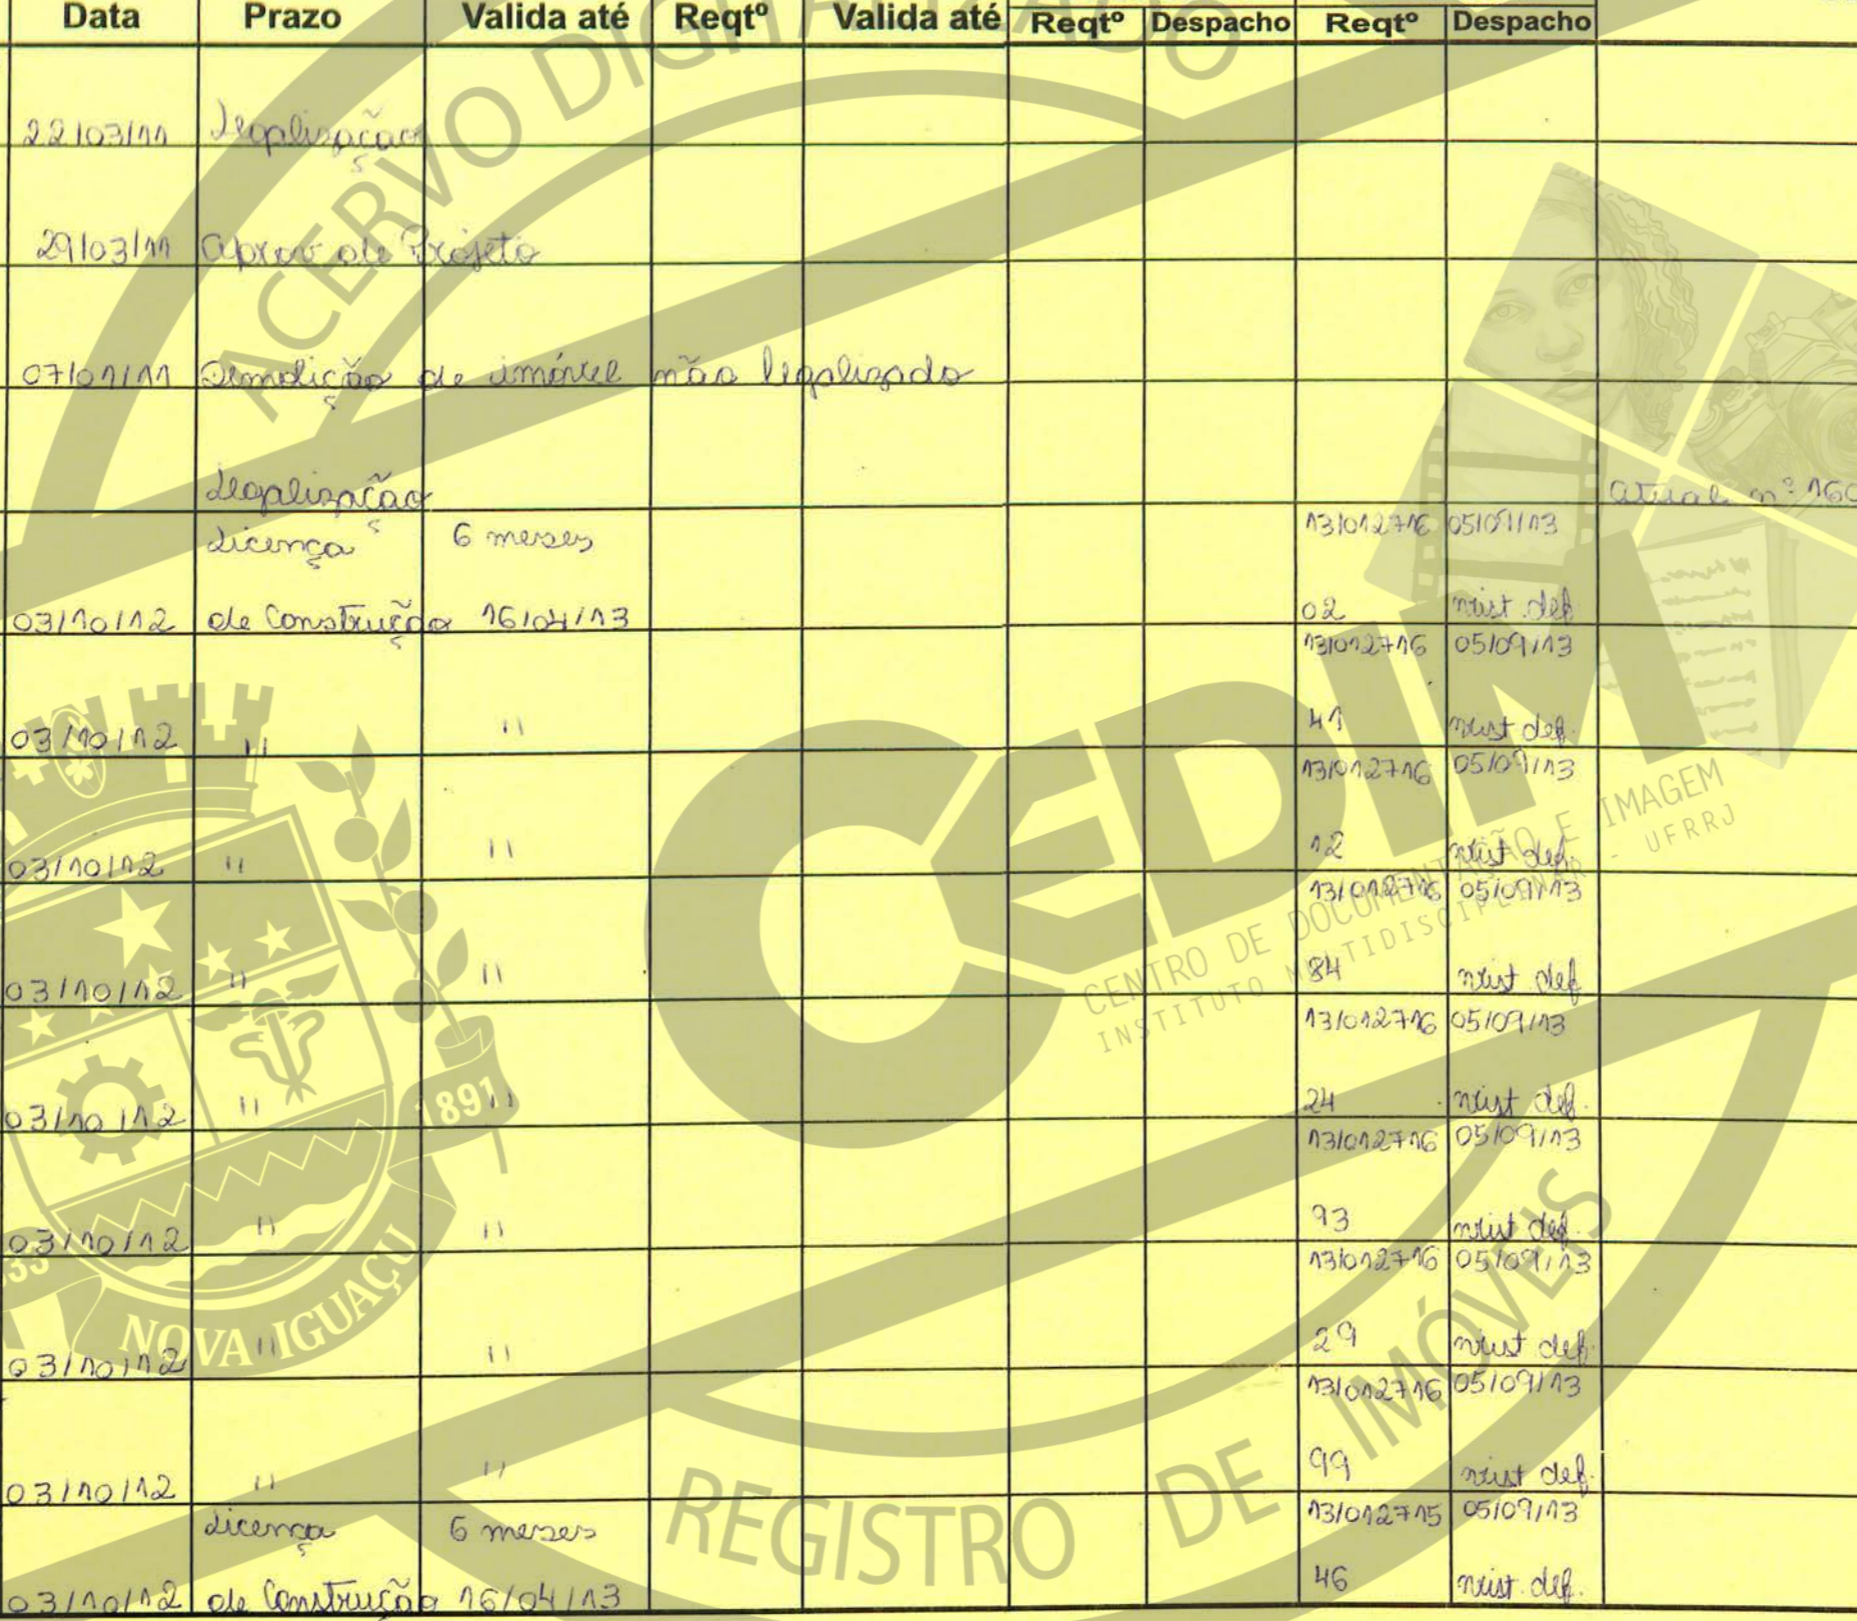 Data Prazo Valida até Reqtº Valida até Reqtº Despacho Reqtº Despacho
ACERVO DIGITALIZADO
22/03/11 Legalização
29/03/11 Aprov de Projeto
07/07/11 Demolição de imóvel não legalizado
Legalização
Atual nº 160
Licença 6 meses 13/012716 05/09/13
03/10/12 de Construção 16/04/13 02 vist def
13/012716 05/09/13
03/10/12 " " 41 vist def.
13/012716 05/09/13
03/10/12 " " 12 vist def.
13/012716 05/09/13
03/10/12 " " 84 vist def
13/012716 05/09/13
03/10/12 " " 24 vist def.
13/012716 05/09/13
03/10/12 " " 93 vist def.
13/012716 05/09/13
03/10/12 " " 29 vist def.
13/012716 05/09/13
03/10/12 " " 99 vist def.
Licença 6 meses 13/012715 05/09/13
03/10/12 de Construção 16/04/13 46 vist def.
CEDIM
CENTRO DE DOCUMENTAÇÃO E IMAGEM
INSTITUTO MULTIDISCIPLINAR - UFRRJ
1891
NOVA IGUAÇU
REGISTRO DE IMÓVEIS